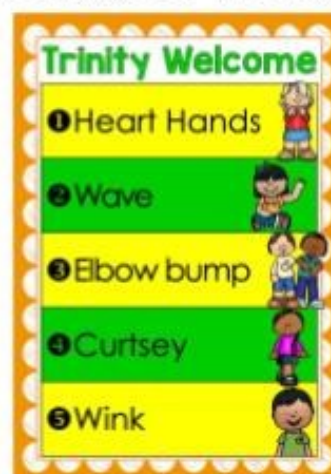 Trinity Welcome
❶Heart Hands
❷Wave
❸Elbow bump
❹Curtsey
❺Wink